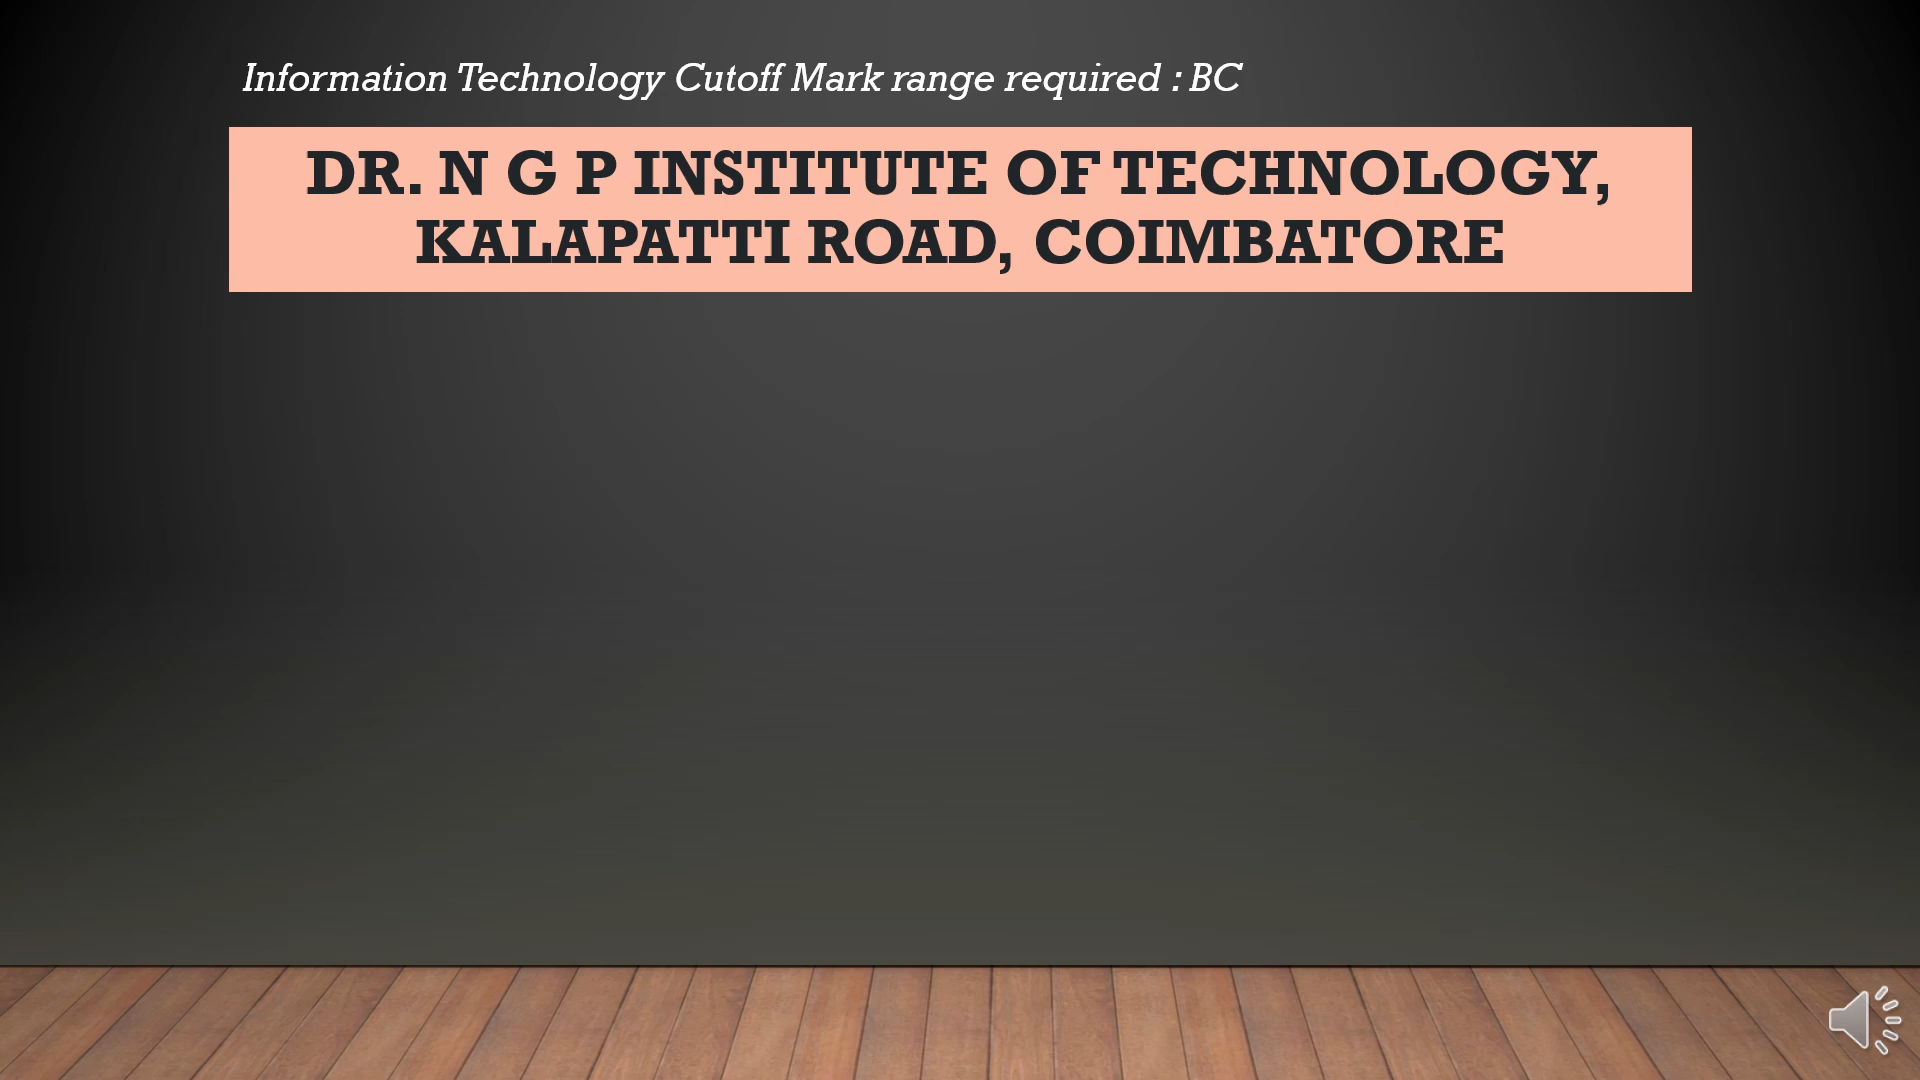 Information Technology Cutoff Mark range required : BC
DR. N G P INSTITUTE OF TECHNOLOGY,
KALAPATTI ROAD, COIMBATORE